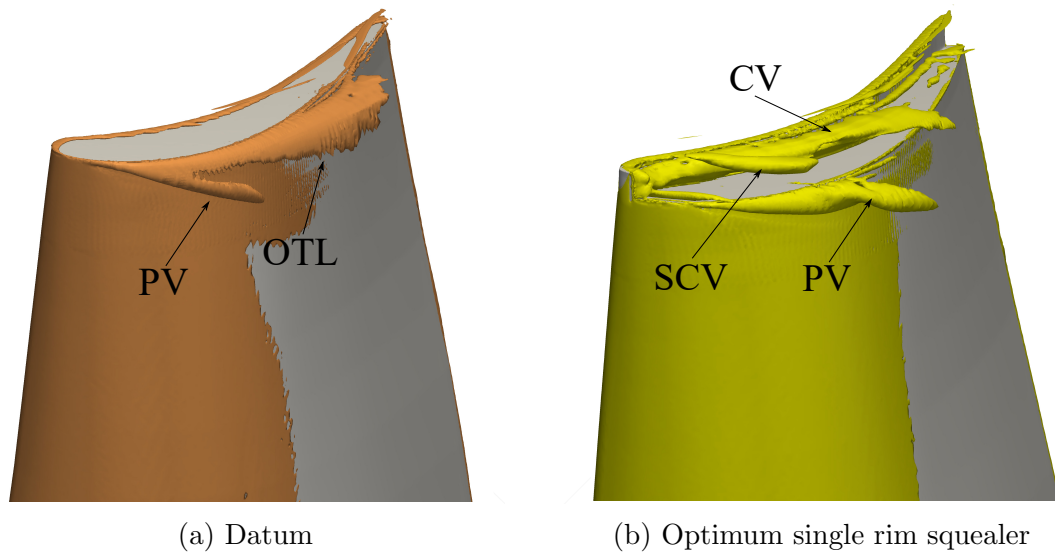 CV
OTL
PV
SCV
PV
(a) Datum
(b) Optimum single rim squealer